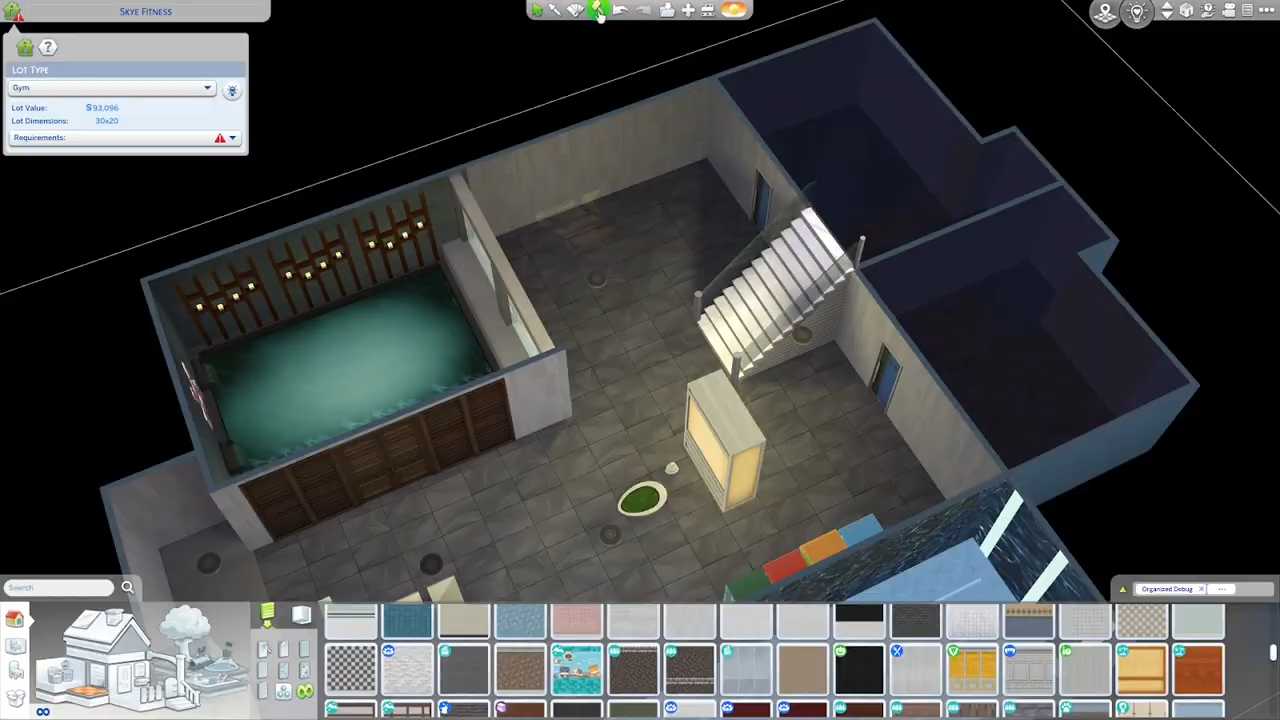 SKYE FITNESS
LOT TYPE
Gym
Lot Value: §93,096
Lot Dimensions: 30x20
Requirements:
Search
Organized Debug